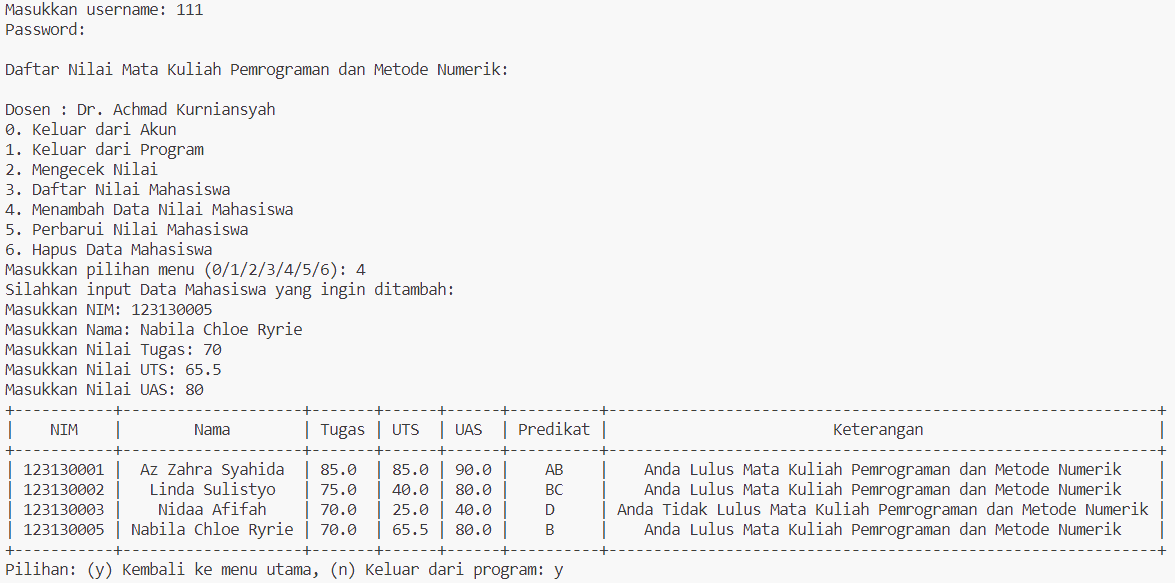 Masukkan username: 111
Password:
Daftar Nilai Mata Kuliah Pemrograman dan Metode Numerik:
Dosen : Dr. Achmad Kurniansyah
0. Keluar dari Akun
1. Keluar dari Program
2. Mengecek Nilai
3. Daftar Nilai Mahasiswa
4. Menambah Data Nilai Mahasiswa
5. Perbarui Nilai Mahasiswa
6. Hapus Data Mahasiswa
Masukkan pilihan menu (0/1/2/3/4/5/6): 4
Silahkan input Data Mahasiswa yang ingin ditambah:
Masukkan NIM: 123130005
Masukkan Nama: Nabila Chloe Ryrie
Masukkan Nilai Tugas: 70
Masukkan Nilai UTS: 65.5
Masukkan Nilai UAS: 80
| NIM | Nama | Tugas | UTS | UAS | Predikat | Keterangan |
| 123130001 | Az Zahra Syahida | 85.0 | 85.0 | 90.0 | AB | Anda Lulus Mata Kuliah Pemrograman dan Metode Numerik |
| 123130002 | Linda Sulistyo | 75.0 | 40.0 | 80.0 | BC | Anda Lulus Mata Kuliah Pemrograman dan Metode Numerik |
| 123130003 | Nidaa Afifah | 70.0 | 25.0 | 40.0 | D | Anda Tidak Lulus Mata Kuliah Pemrograman dan Metode Numerik |
| 123130005 | Nabila Chloe Ryrie | 70.0 | 65.5 | 80.0 | B | Anda Lulus Mata Kuliah Pemrograman dan Metode Numerik |
Pilihan: (y) Kembali ke menu utama, (n) Keluar dari program: y